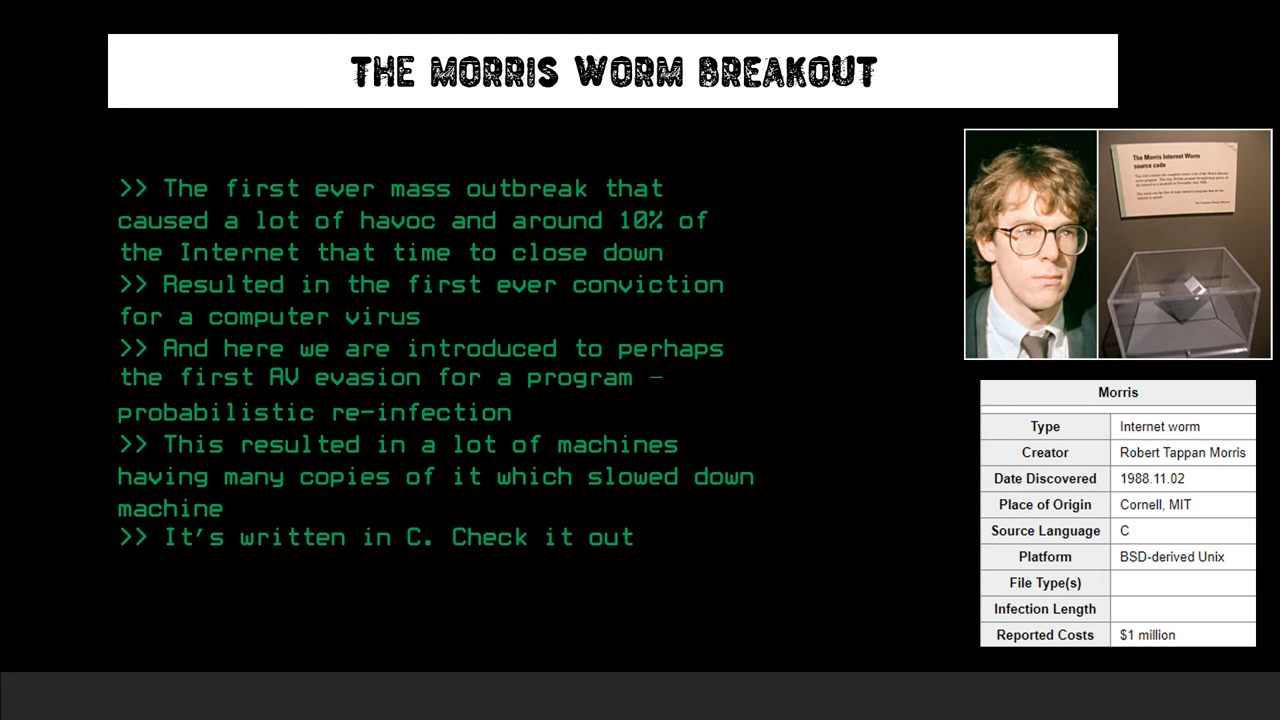 THE MORRIS WORM BREAKOUT
>> The first ever mass outbreak that
caused a lot of havoc and around 10% of
the Internet that time to close down
>> Resulted in the first ever conviction
for a computer virus
>> And here we are introduced to perhaps
the first AV evasion for a program –
probabilistic re-infection
>> This resulted in a lot of machines
having many copies of it which slowed down
machine
>> It's written in C. Check it out
The Morris Internet Worm
source code
Morris
Type Internet worm
Creator Robert Tappan Morris
Date Discovered 1988.11.02
Place of Origin Cornell, MIT
Source Language C
Platform BSD-derived Unix
File Type(s)
Infection Length
Reported Costs $1 million